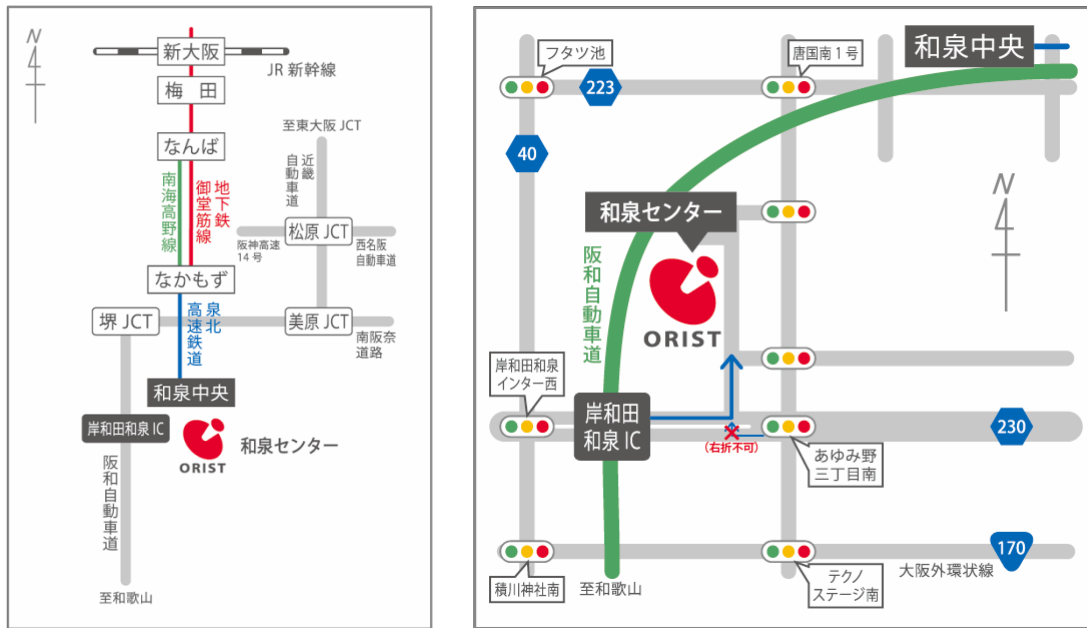 N
新大阪
JR 新幹線
梅田
なんば
至東大阪 JCT
近畿
自動車道
南海高野線
地下鉄
御堂筋線
松原 JCT
阪神高速
14 号
西名阪
自動車道
なかもず
堺 JCT
泉北
高速鉄道
美原 JCT
南阪奈
道路
和泉中央
岸和田和泉 IC
ORIST
和泉センター
阪和自動車道
至和歌山
フタツ池
唐国南 1 号
和泉中央
223
40
N
和泉センター
阪和自動車道
ORIST
岸和田和泉
インター西
岸和田
和泉 IC
(右折不可)
230
あゆみ野
三丁目南
170
大阪外環状線
積川神社南
至和歌山
テクノ
ステージ南